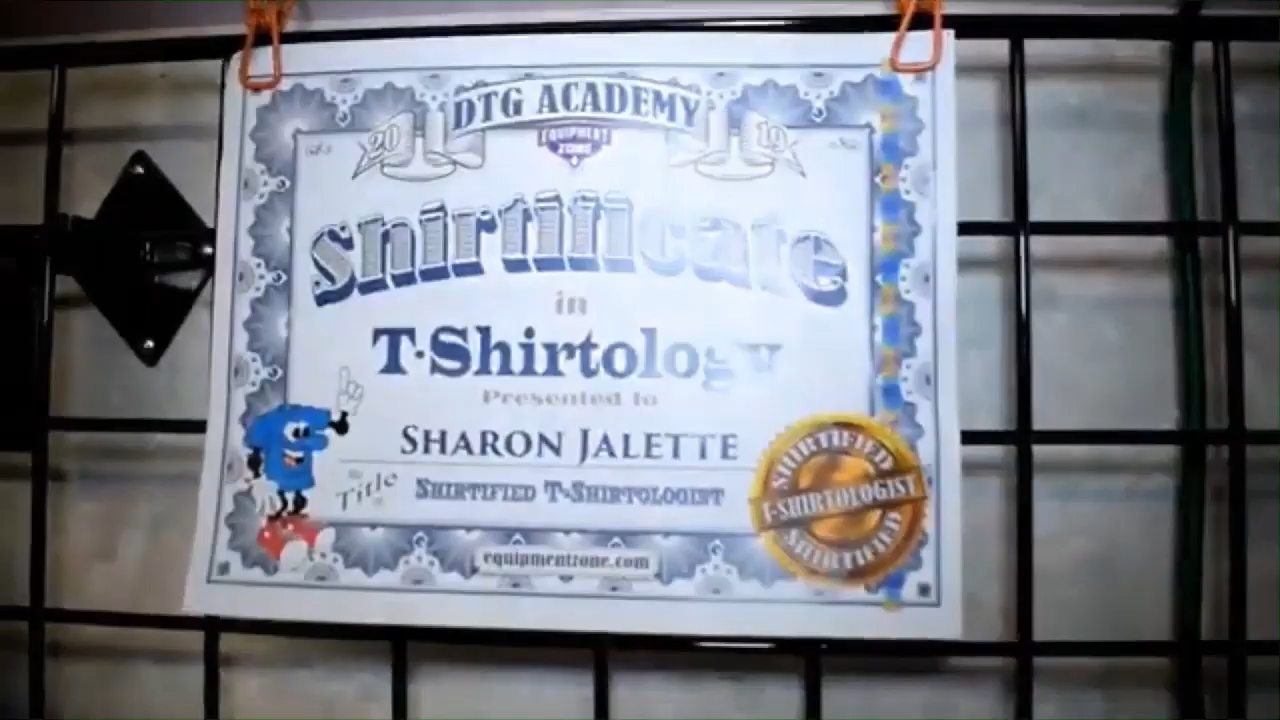 DTG ACADEMY
20 19
EQUIPMENT
ZONE
Shirtificate
in
T-Shirtology
Presented to
SHARON JALETTE
Title
SHIRTIFIED T-SHIRTOLOGIST
equipmentzone.com
SHIRTIFIED
T-SHIRTOLOGIST
SHIRTIFIED